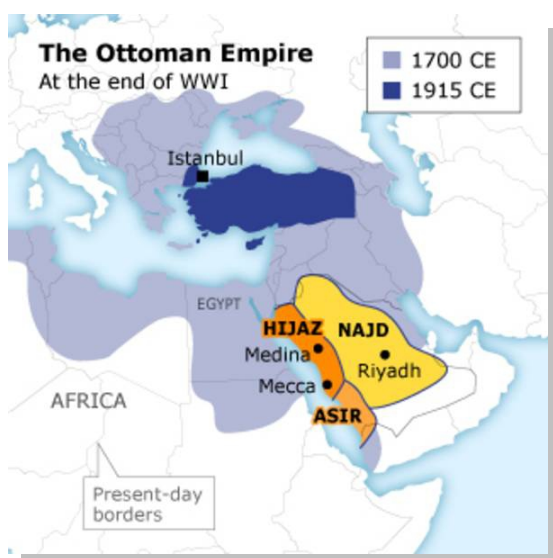 The Ottoman Empire
At the end of WWI
1700 CE
1915 CE
Istanbul
EGYPT
HIJAZ
NAJD
Medina
Riyadh
Mecca
AFRICA
ASIR
Present-day
borders